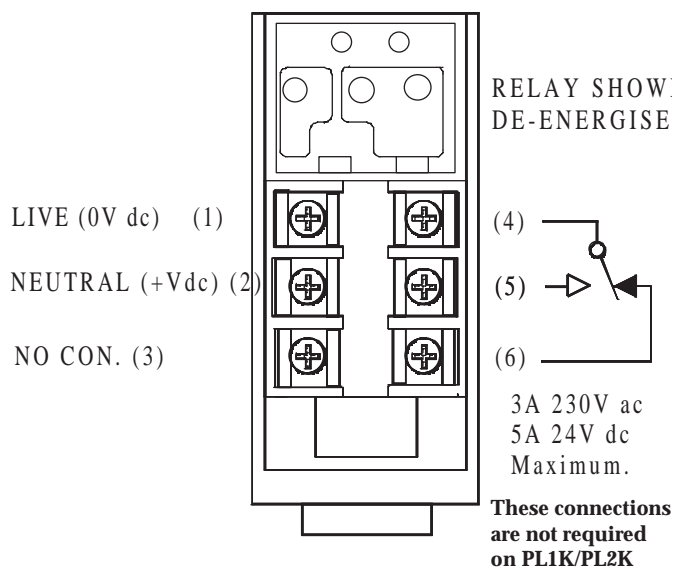 RELAY SHOWN
DE-ENERGISE
LIVE (0V dc) (1)
(4)
NEUTRAL (+Vdc) (2)
(5)
NO CON. (3)
(6)
3A 230V ac
5A 24V dc
Maximum.
These connections
are not required
on PL1K/PL2K